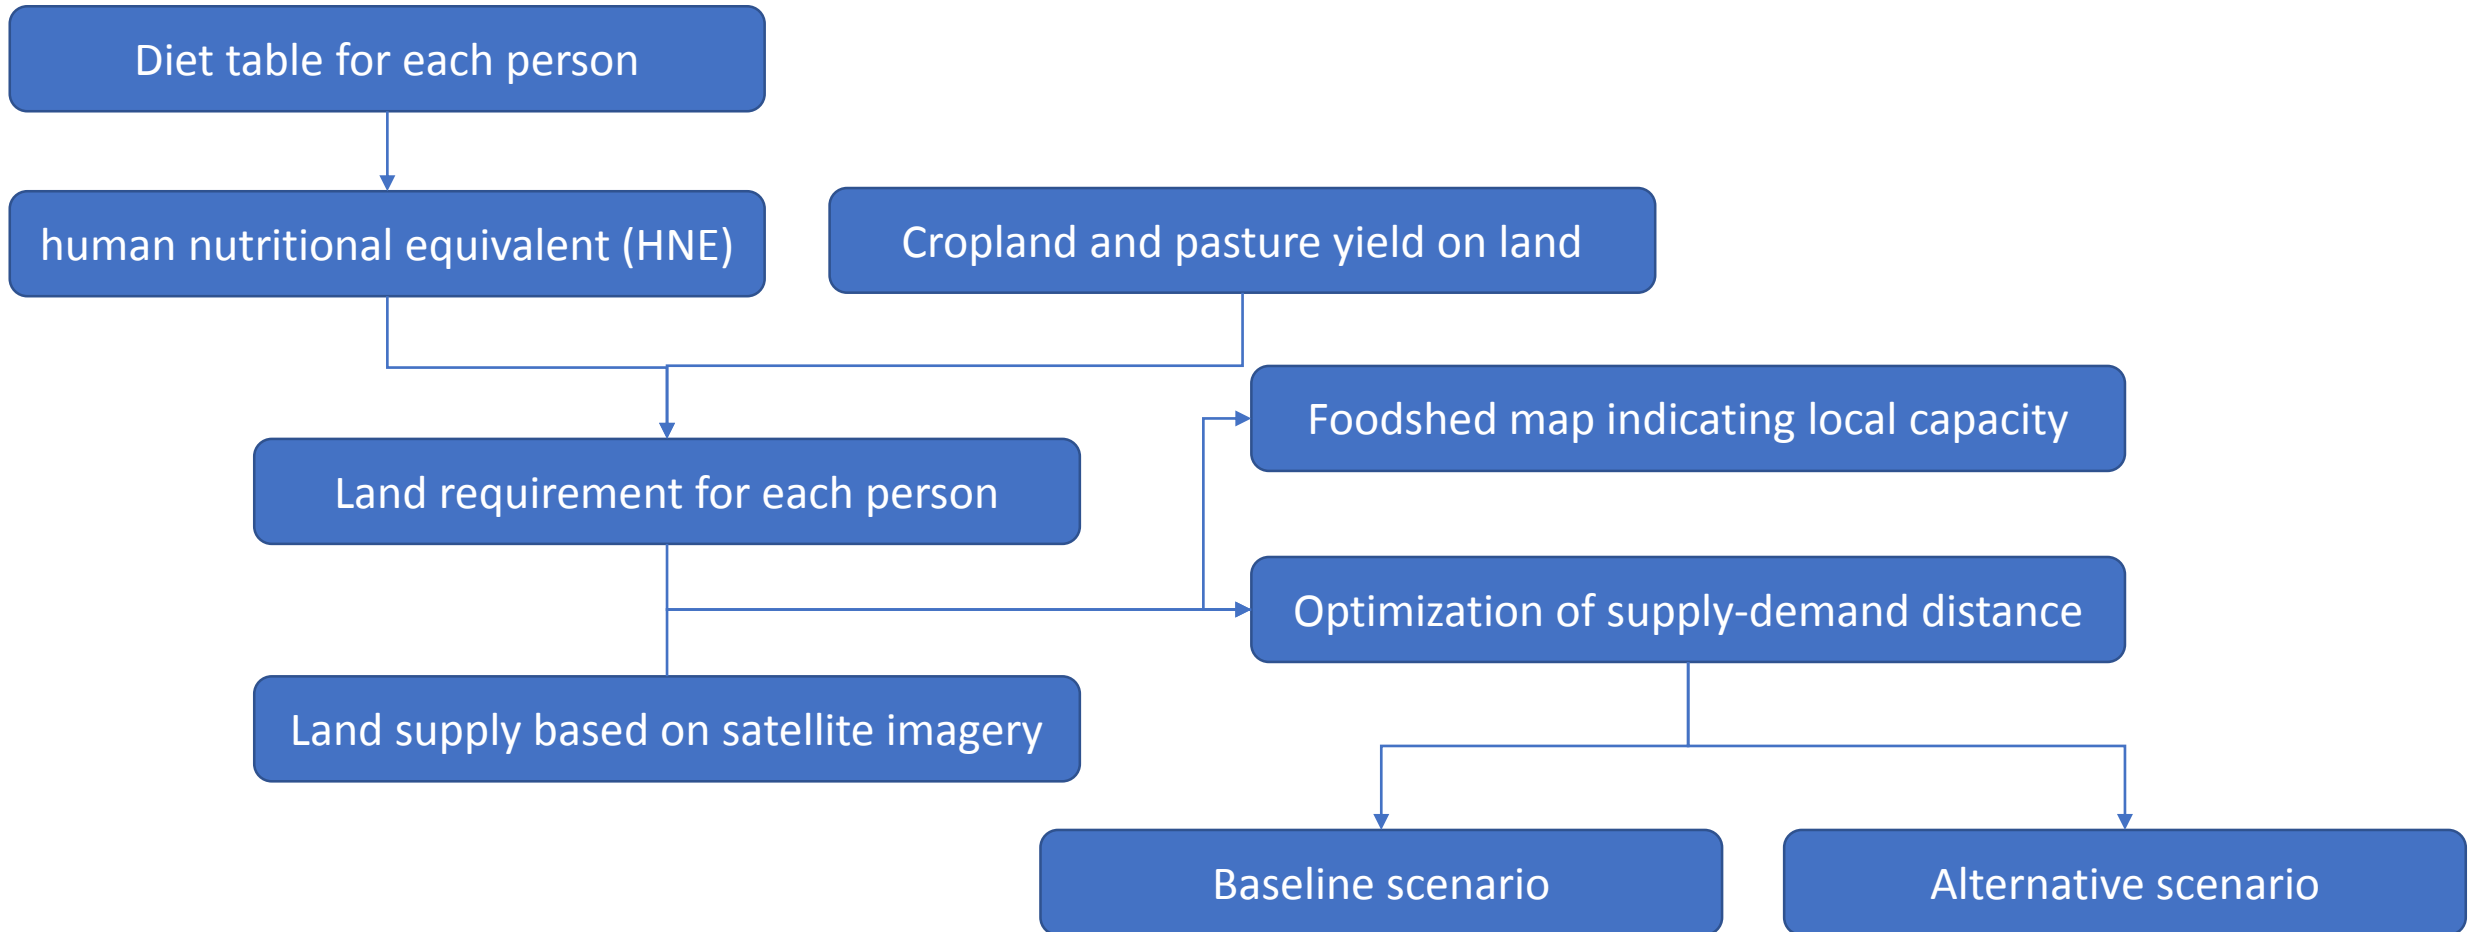 Diet table for each person
human nutritional equivalent (HNE)
Cropland and pasture yield on land
Foodshed map indicating local capacity
Land requirement for each person
Optimization of supply-demand distance
Land supply based on satellite imagery
Baseline scenario
Alternative scenario